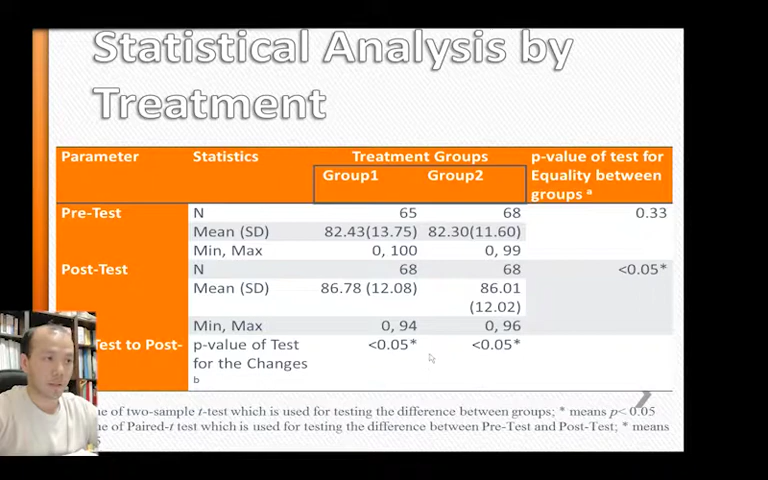 Statistical Analysis by
Treatment
Parameter Statistics Treatment Groups p-value of test for
Group1 Group2 Equality between
groups a
Pre-Test N 65 68 0.33
Mean (SD) 82.43(13.75) 82.30(11.60)
Min, Max 0, 100 0, 99
Post-Test N 68 68 <0.05*
Mean (SD) 86.78 (12.08) 86.01
(12.02)
Min, Max 0, 94 0, 96
Test to Post- p-value of Test <0.05* <0.05*
for the Changes
b
of two-sample t-test which is used for testing the difference between groups; * means p< 0.05
of Paired-t test which is used for testing the difference between Pre-Test and Post-Test; * means